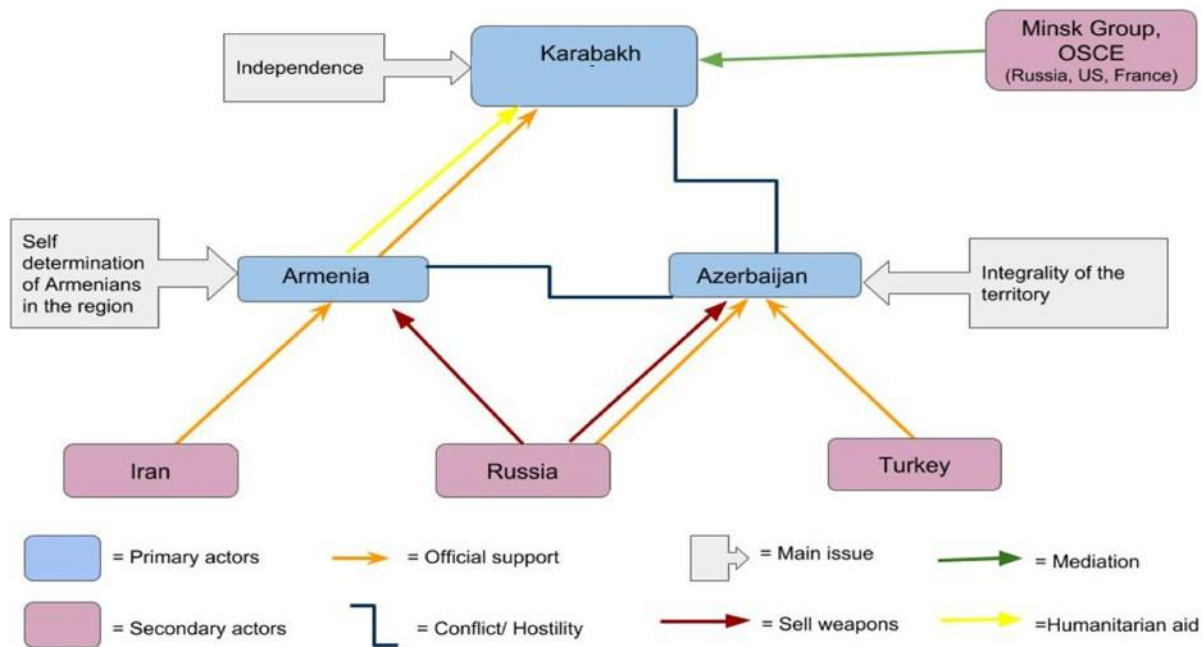 Karabakh
Minsk Group,
OSCE
(Russia, US, France)
Independence
Self
determination
of Armenians
in the region
Armenia
Azerbaijan
Integrality of the
territory
Iran
Russia
Turkey
= Primary actors
= Official support
= Main issue
= Mediation
= Secondary actors
= Conflict/ Hostility
= Sell weapons
=Humanitarian aid